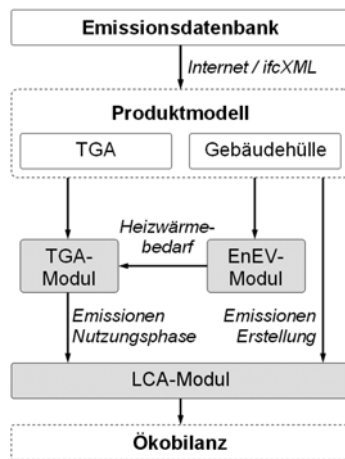 Emissionsdatenbank
Internet / ifcXML
Produktmodell
TGA
Gebäudehülle
Heizwärme-
bedarf
TGA-
Modul
EnEV-
Modul
Emissionen
Nutzungsphase
Emissionen
Erstellung
LCA-Modul
Ökobilanz